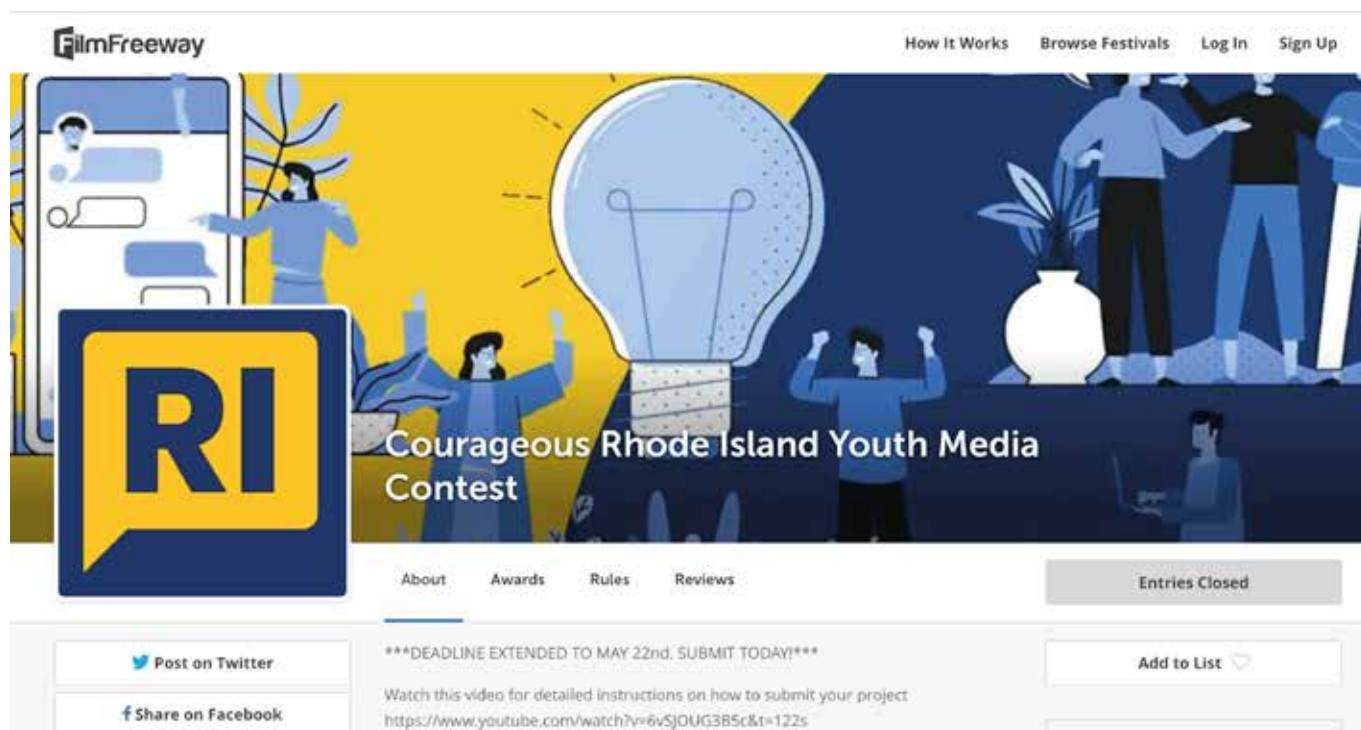 FilmFreeway
How It Works Browse Festivals Log In Sign Up
RI
Courageous Rhode Island Youth Media
Contest
About Awards Rules Reviews
Entries Closed
Post on Twitter
***DEADLINE EXTENDED TO MAY 22nd. SUBMIT TODAY!***
Add to List
Share on Facebook
Watch this video for detailed instructions on how to submit your project
https://www.youtube.com/watch?v=6vSJOUG3B5c&t=122s